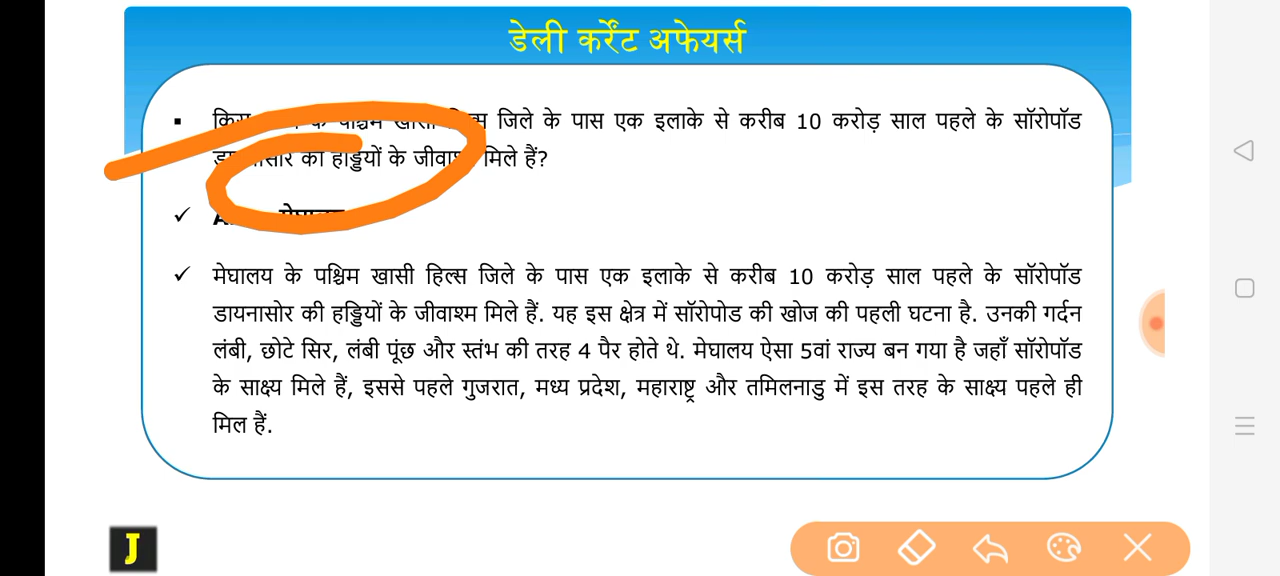 डेली करेंट अफेयर्स
▪ के खासी जिले के पास एक इलाके से करीब 10 करोड़ साल पहले के सॉरोपॉड
हड्डियों के मिले हैं?
✓
✓ मेघालय के पश्चिम खासी हिल्स जिले के पास एक इलाके से करीब 10 करोड़ साल पहले के सॉरोपॉड
डायनासोर की हड्डियों के जीवाश्म मिले हैं. यह इस क्षेत्र में सॉरोपोड की खोज की पहली घटना है. उनकी गर्दन
लंबी, छोटे सिर, लंबी पूंछ और स्तंभ की तरह 4 पैर होते थे. मेघालय ऐसा 5वां राज्य बन गया है जहाँ सॉरोपॉड
के साक्ष्य मिले हैं, इससे पहले गुजरात, मध्य प्रदेश, महाराष्ट्र और तमिलनाडु में इस तरह के साक्ष्य पहले ही
मिल हैं.
J